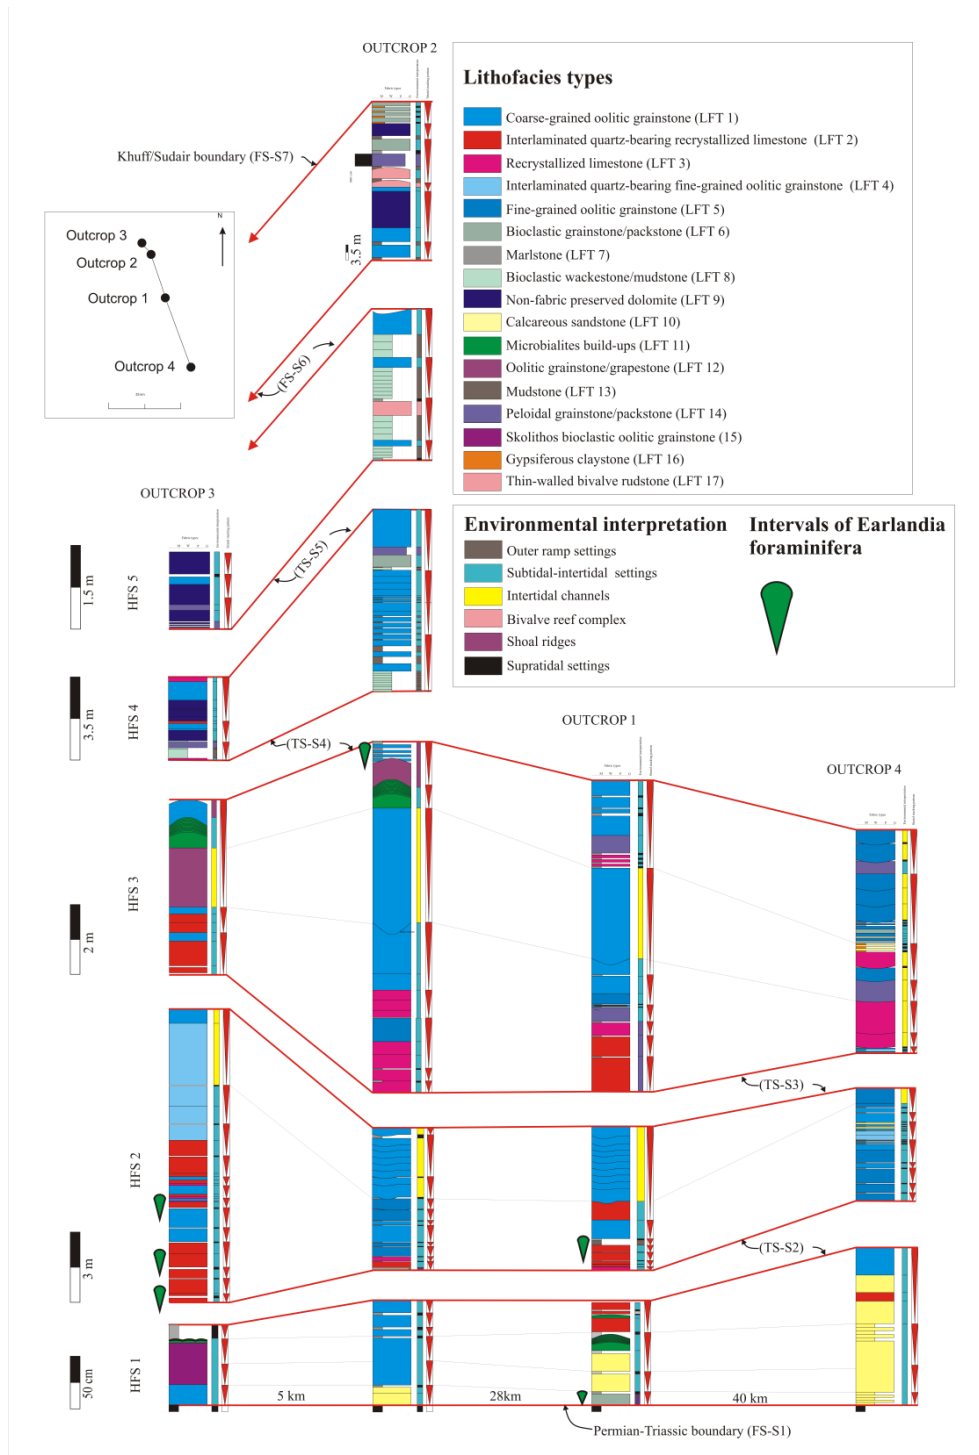 OUTCROP 2
Lithofacies types
Coarse-grained oolitic grainstone (LFT 1)
Interlaminated quartz-bearing recrystallized limestone (LFT 2)
Recrystallized limestone (LFT 3)
Interlaminated quartz-bearing fine-grained oolitic grainstone (LFT 4)
Fine-grained oolitic grainstone (LFT 5)
Bioclastic grainstone/packstone (LFT 6)
Marlstone (LFT 7)
Bioclastic wackestone/mudstone (LFT 8)
Non-fabric preserved dolomite (LFT 9)
Calcareous sandstone (LFT 10)
Microbialites build-ups (LFT 11)
Oolitic grainstone/grapestone (LFT 12)
Mudstone (LFT 13)
Peloidal grainstone/packstone (LFT 14)
Skolithos bioclastic oolitic grainstone (15)
Gypsiferous claystone (LFT 16)
Thin-walled bivalve rudstone (LFT 17)
Khuff/Sudair boundary (FS-S7)
N
Outcrop 3
Outcrop 2
Outcrop 1
Outcrop 4
3.5 m
(FS-S6)
Environmental interpretation
Outer ramp settings
Subtidal-intertidal settings
Intertidal channels
Bivalve reef complex
Shoal ridges
Supratidal settings
Intervals of Earlandia
foraminifera
OUTCROP 3
1.5 m
HFS 5
(TS-S5)
3.5 m
HFS 4
(TS-S4)
OUTCROP 1
OUTCROP 4
HFS 3
2 m
(TS-S3)
HFS 2
3 m
(TS-S2)
HFS 1
50 cm
5 km
28km
40 km
Permian-Triassic boundary (FS-S1)